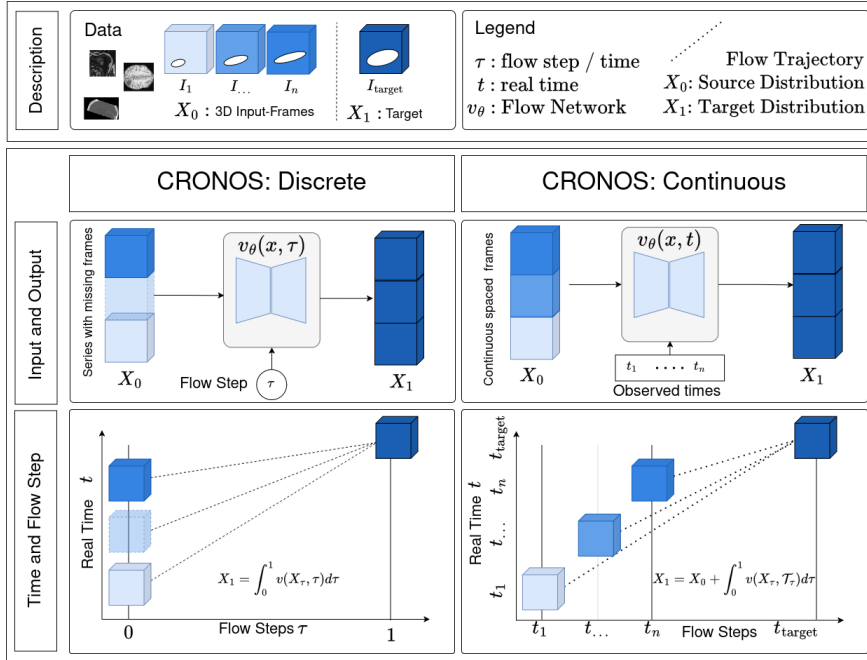 Description
Data
I_1
I_{...}
I_n
X_0 : 3D Input-Frames
I_target
X_1 : Target
Legend
τ : flow step / time
t : real time
v_θ : Flow Network
Flow Trajectory
X_0: Source Distribution
X_1: Target Distribution
CRONOS: Discrete
CRONOS: Continuous
Input and Output
Series with missing frames
X_0
v_θ(x, τ)
Flow Step
τ
X_1
Continuous spaced frames
X_0
v_θ(x, t)
t_1 .... t_n
Observed times
X_1
Time and Flow Step
Real Time t
X_1 = ∫_0^1 v(X_τ, τ)dτ
0
Flow Steps τ
1
Real Time t
t_1
t_{...}
t_n
t_target
X_1 = X_0 + ∫_0^1 v(X_τ, 𝒯_τ)dτ
t_1
t_{...}
t_n
Flow Steps
t_target